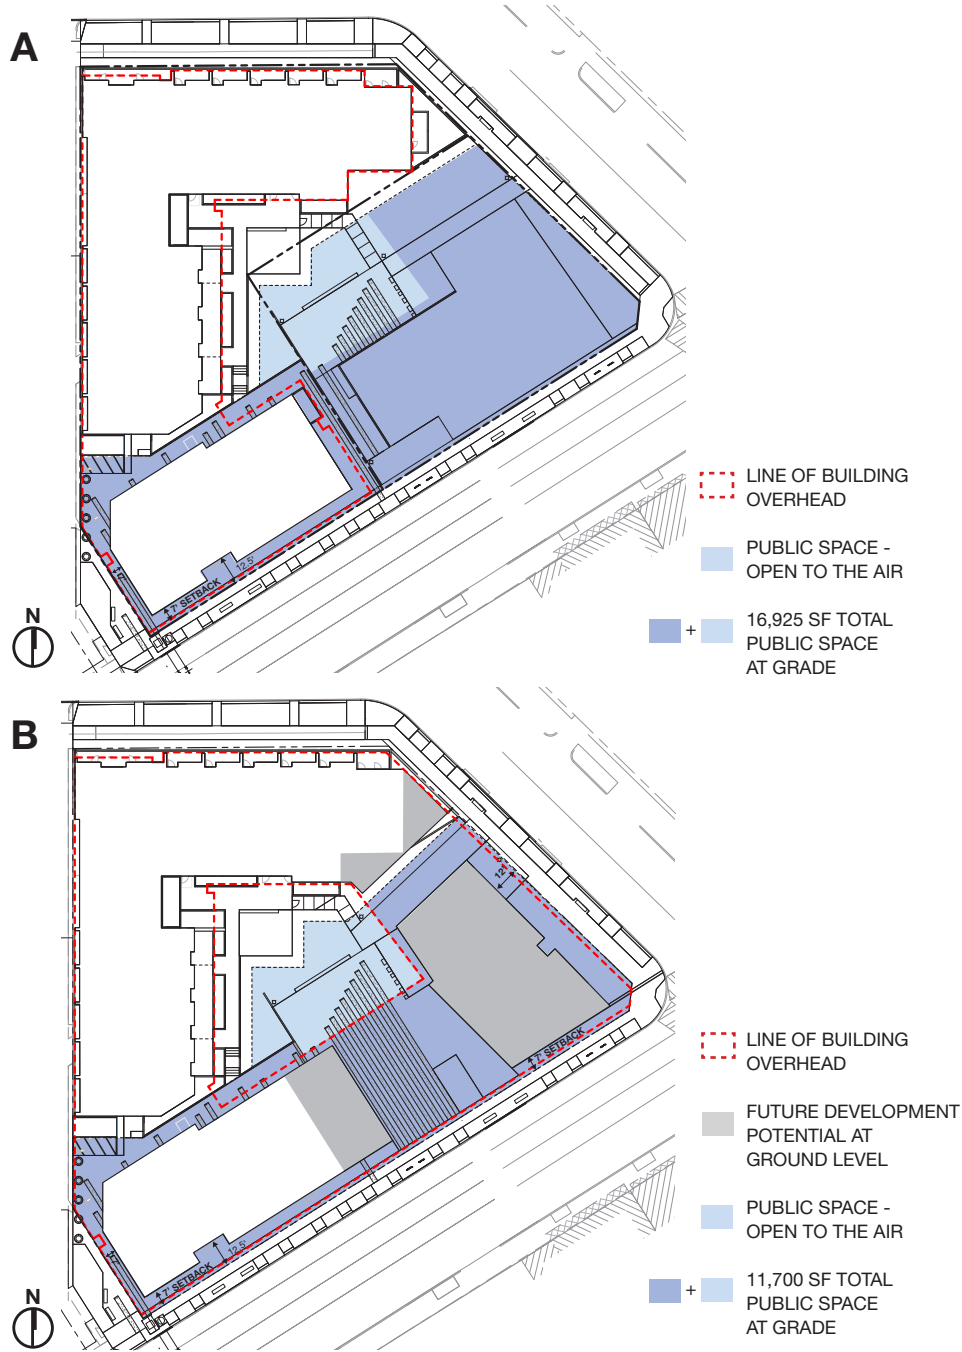 A
LINE OF BUILDING
OVERHEAD
PUBLIC SPACE -
OPEN TO THE AIR
+
16,925 SF TOTAL
PUBLIC SPACE
AT GRADE
7' SETBACK
12.5'
N
B
12'
7' SETBACK
LINE OF BUILDING
OVERHEAD
FUTURE DEVELOPMENT
POTENTIAL AT
GROUND LEVEL
PUBLIC SPACE -
OPEN TO THE AIR
+
11,700 SF TOTAL
PUBLIC SPACE
AT GRADE
7' SETBACK
12.5'
N